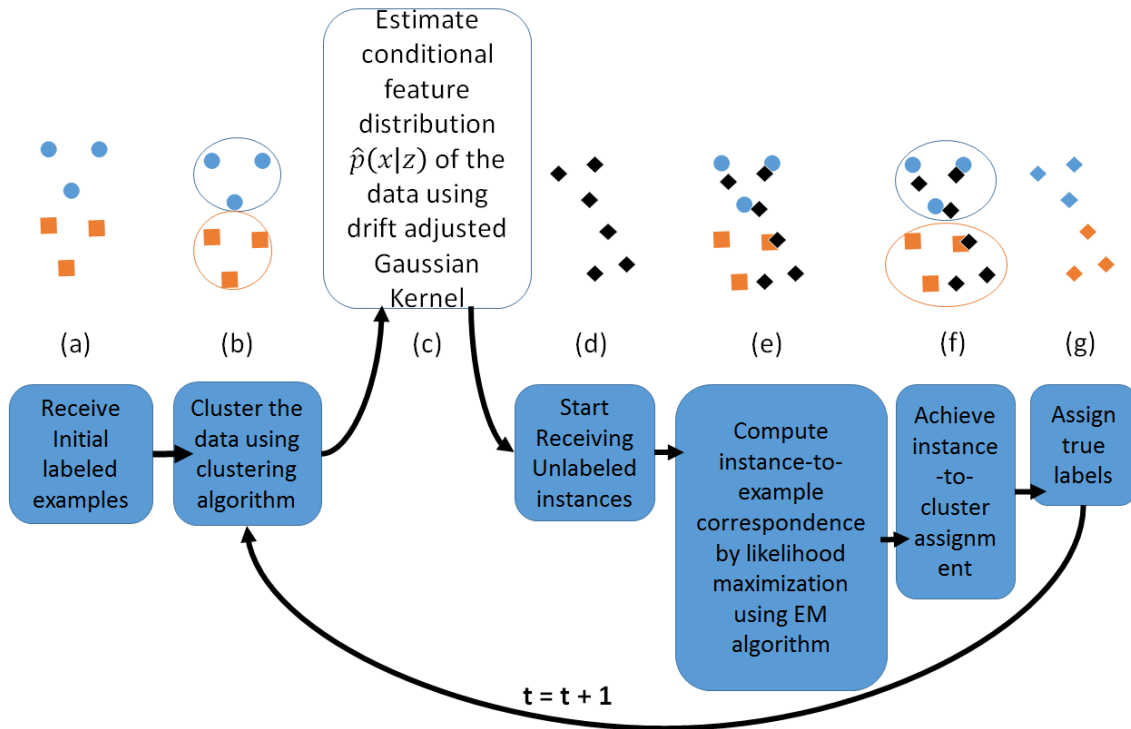 Estimate
conditional
feature
distribution
p̂(x|z) of the
data using
drift adjusted
Gaussian
Kernel
(a)
(b)
(c)
(d)
(e)
(f)
(g)
Receive
Initial
labeled
examples
Cluster the
data using
clustering
algorithm
Start
Receiving
Unlabeled
instances
Compute
instance-to-
example
correspondence
by likelihood
maximization
using EM
algorithm
Achieve
instance
-to-
cluster
assignm
ent
Assign
true
labels
t = t + 1